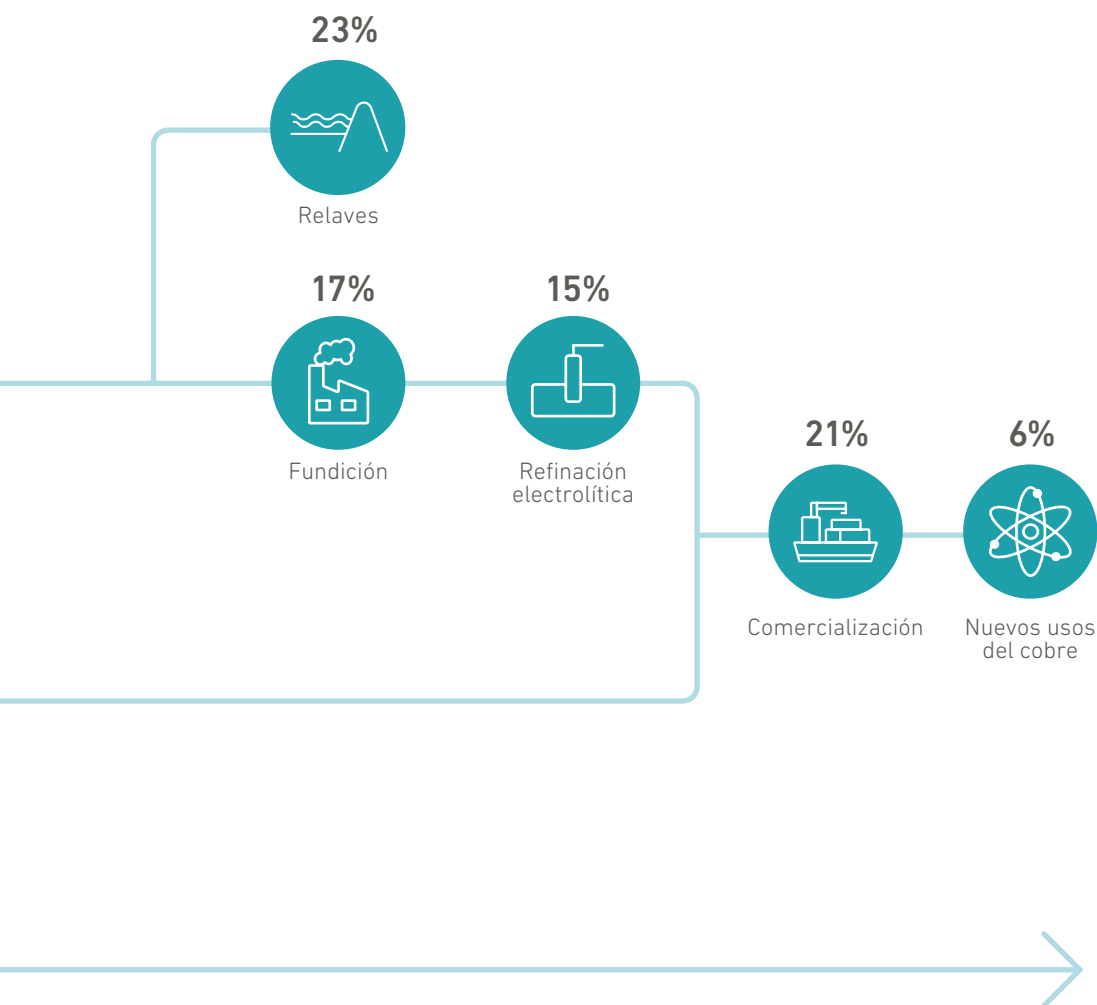 23%
Relaves
17%
Fundición
15%
Refinación
electrolítica
21%
Comercialización
6%
Nuevos usos
del cobre